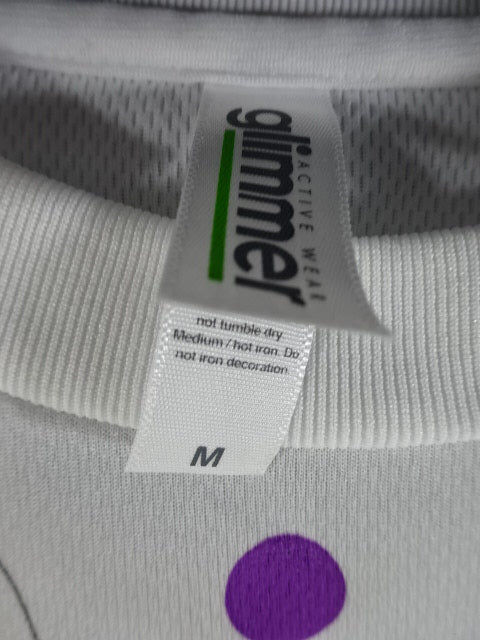 glimmer
ACTIVE WEAR
not tumble dry
Medium / hot iron. Do
not iron decoration
M